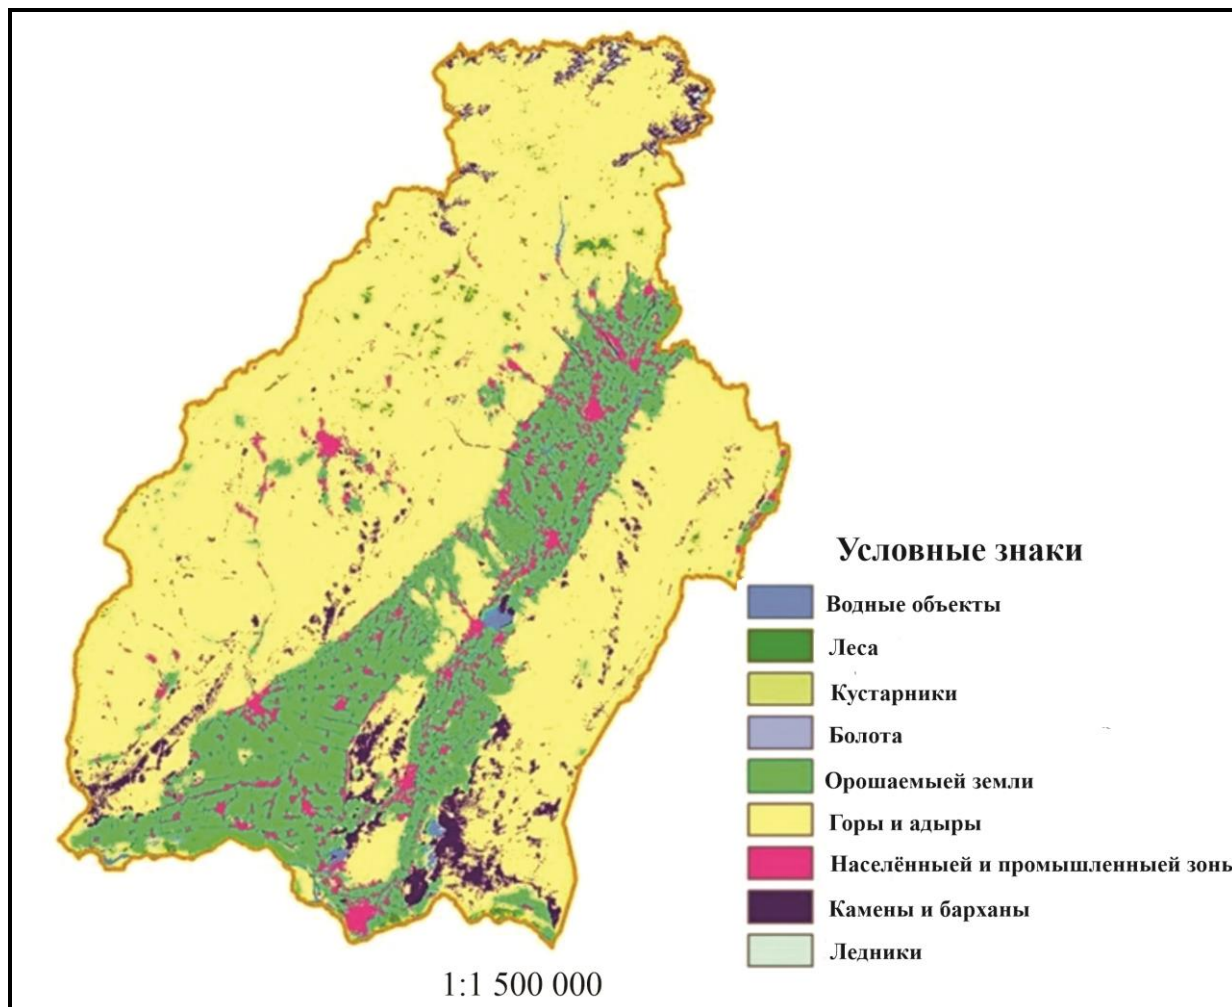 Условные знаки
Водные объекты
Леса
Кустарники
Болота
Орошаемыей земли
Горы и адыры
Населённыей и промышленныей зоны
Камены и барханы
Ледники
1:1 500 000